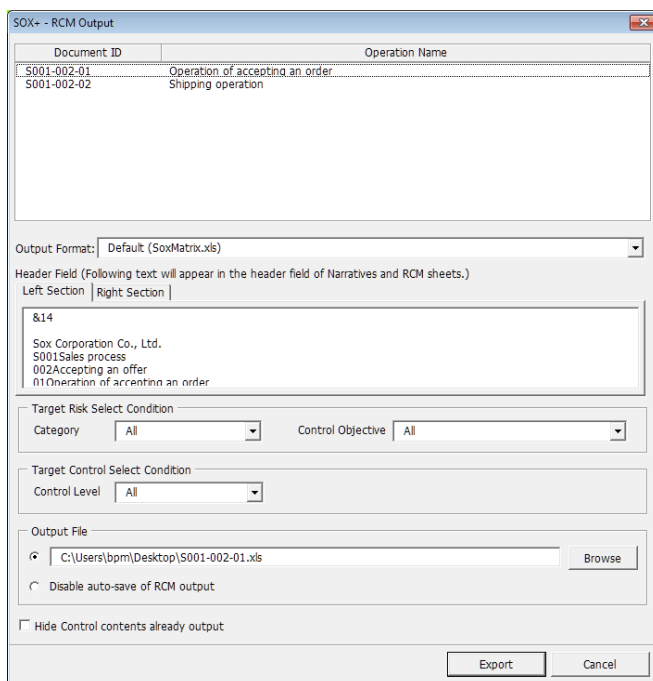 SOX+ - RCM Output
Document ID Operation Name
S001-002-01 Operation of accepting an order
S001-002-02 Shipping operation
Output Format: Default (SoxMatrix.xls)
Header Field (Following text will appear in the header field of Narratives and RCM sheets.)
Left Section Right Section
&14
Sox Corporation Co., Ltd.
S001Sales process
002Accepting an offer
01Operation of accepting an order
Target Risk Select Condition
Category All Control Objective All
Target Control Select Condition
Control Level All
Output File
C:\Users\bpm\Desktop\S001-002-01.xls Browse
Disable auto-save of RCM output
Hide Control contents already output
Export Cancel